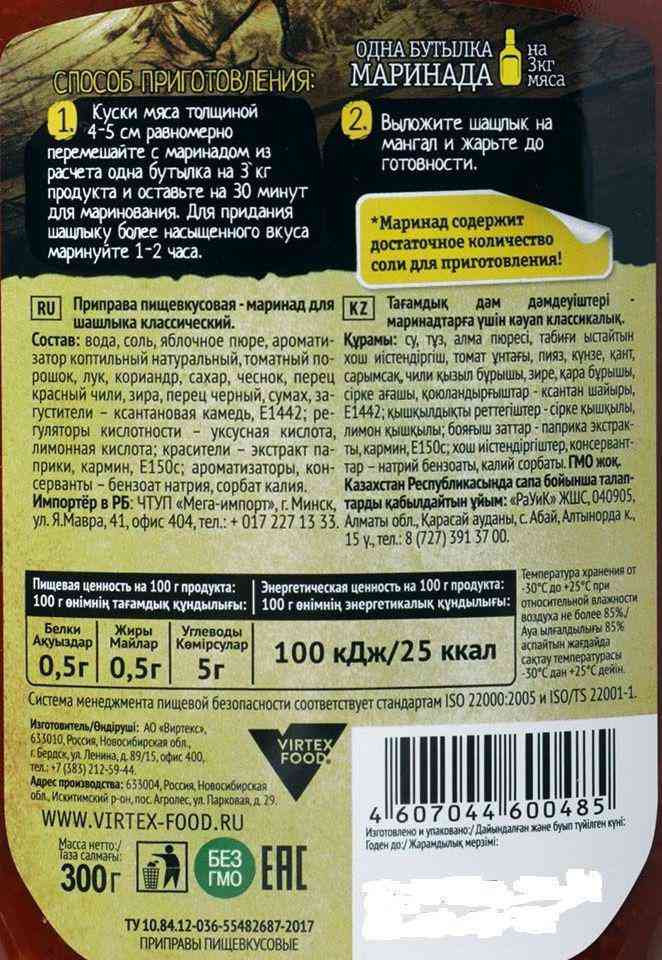 СПОСОБ ПРИГОТОВЛЕНИЯ:
1. Куски мяса толщиной
4-5 см равномерно
перемешайте с маринадом из
расчета одна бутылка на 3 кг
продукта и оставьте на 30 минут
для маринования. Для придания
шашлыку более насыщенного вкуса
маринуйте 1-2 часа.
ОДНА БУТЫЛКА
МАРИНАДА
на
3кг
мяса
2. Выложите шашлык на
мангал и жарьте до
готовности.
*Маринад содержит
достаточное количество
соли для приготовления!
RU Приправа пищевкусовая - маринад для
шашлыка классический.
Состав: вода, соль, яблочное пюре, аромати-
затор коптильный натуральный, томатный по-
рошок, лук, кориандр, сахар, чеснок, перец
красный чили, зира, перец черный, сумах, за-
густители – ксантановая камедь, Е1442; ре-
гуляторы кислотности – уксусная кислота,
лимонная кислота; красители – экстракт па-
прики, кармин, Е150с; ароматизаторы, кон-
серванты – бензоат натрия, сорбат калия.
Импортёр в РБ: ЧТУП «Мега-импорт», г. Минск,
ул. Я.Мавра, 41, офис 404, тел.: + 017 227 13 33.
KZ Тағамдық дәм дәмдеуіштері -
маринадтарға үшін кәуап классикалық.
Құрамы: су, тұз, алма пюресі, табиғи ыстайтын
хош иістендіргіш, томат ұнтағы, пияз, күнзе, қант,
сарымсақ, чили қызыл бұрышы, зире, қара бұрышы,
сірке ағашы, қоюландырғыштар - ксантан шайыры,
Е1442; қышқылдықты реттегіштер - сірке қышқылы,
лимон қышқылы; бояғыш заттар - паприка экстрак-
ты, кармин, Е150с; хош иістендіргіштер, консервант-
тар – натрий бензоаты, калий сорбаты. ГМО жоқ.
Казахстан Республикасында сапа бойынша талап-
тарды қабылдайтын ұйым: «РаУиК» ЖШС, 040905,
Алматы обл., Карасай ауданы, с. Абай, Алтынорда к.,
15 ү., тел.: 8 (727) 391 37 00.
Пищевая ценность на 100 г продукта:
100 г өнімнің тағамдық құндылығы:
Энергетическая ценность на 100 г продукта:
100 г өнімнің энергетикалық құндылығы:
Белки
Ақуыздар
0,5г
Жиры
Майлар
0,5г
Углеводы
Көмірсулар
5г
100 кДж/25 ккал
Температура хранения от
-30°С до +25°С при
относительной влажности
воздуха не более 85%./
Ауа ылғалдылығы 85%
аспайтын жағдайда
сақтау температурасы
-30°С дан +25°С дейін.
Система менеджмента пищевой безопасности соответствует стандартам ISO 22000:2005 и ISO/TS 22001-1.
Изготовитель/Өндіруші: АО «Виртекс»,
633010, Россия, Новосибирская обл.,
г. Бердск, ул. Ленина, д. 89/15, офис 400,
тел.: +7 (383) 212-59-44.
Адрес производства: 633004, Россия, Новосибирская
обл., Искитимский р-он, пос. Агролес, ул. Парковая, д. 29.
WWW.VIRTEX-FOOD.RU
VIRTEX
FOOD
4 607044 600485
Изготовлено и упаковано:/ Дайындалған және буып түйілген күні:
Годен до:/ Жарамдылық мерзімі:
Масса нетто:/
Таза салмағы:
300г
БЕЗ
ГМО
ЕАС
ТУ 10.84.12-036-55482687-2017
ПРИПРАВЫ ПИЩЕВКУСОВЫЕ